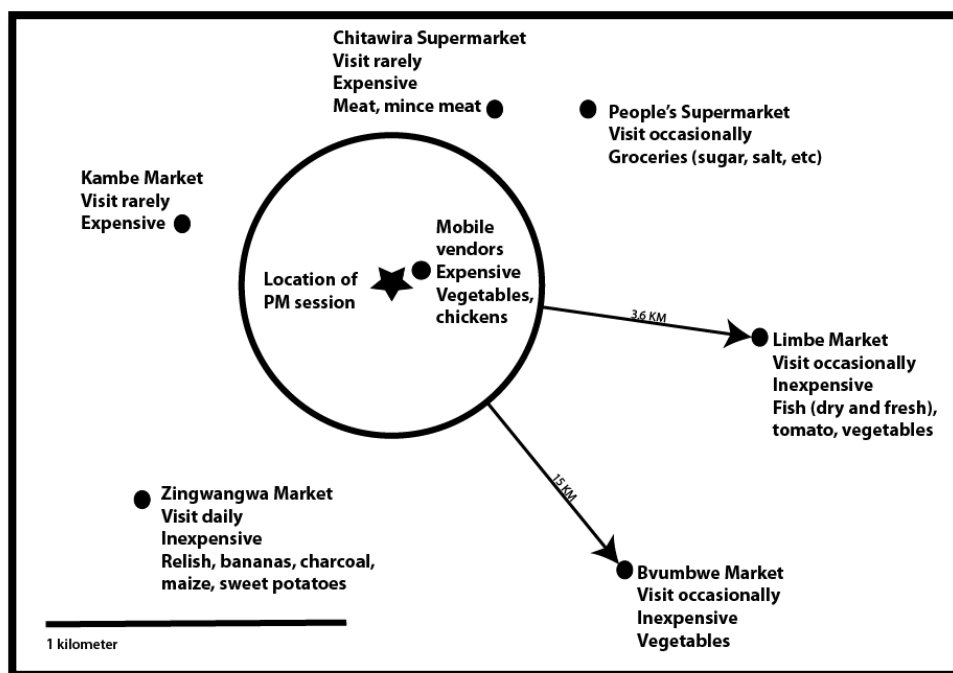 Chitawira Supermarket
Visit rarely
Expensive
Meat, mince meat
People's Supermarket
Visit occasionally
Groceries (sugar, salt, etc)
Kambe Market
Visit rarely
Expensive
Mobile
vendors
Expensive
Vegetables,
chickens
Location of
PM session
3.6 KM
Limbe Market
Visit occasionally
Inexpensive
Fish (dry and fresh),
tomato, vegetables
15 KM
Zingwangwa Market
Visit daily
Inexpensive
Relish, bananas, charcoal,
maize, sweet potatoes
Bvumbwe Market
Visit occasionally
Inexpensive
Vegetables
1 kilometer